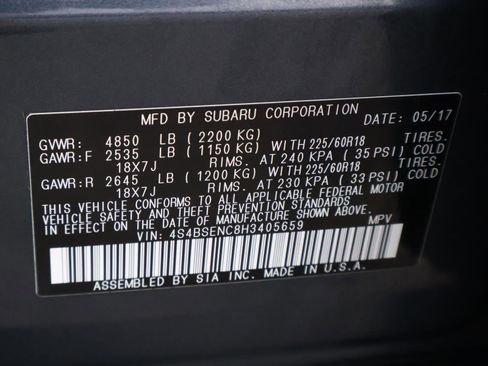 MFD BY SUBARU CORPORATION DATE: 05/17
GVWR: 4850 LB (2200 KG)
GAWR:F 2535 LB (1150 KG) WITH 225/60R18 TIRES.
18X7J RIMS. AT 240 KPA (35 PSI) COLD
GAWR:R 2645 LB (1200 KG) WITH 225/60R18 TIRES.
18X7J RIMS. AT 230 KPA (33 PSI) COLD
THIS VEHICLE CONFORMS TO ALL APPLICABLE FEDERAL MOTOR
VEHICLE SAFETY AND THEFT PREVENTION STANDARDS
IN EFFECT ON THE DATE OF MANUFACTURE SHOWN ABOVE.
VIN: 4S4BSENC8H3405659 MPV
ASSEMBLED BY SIA INC. MADE IN U.S.A.